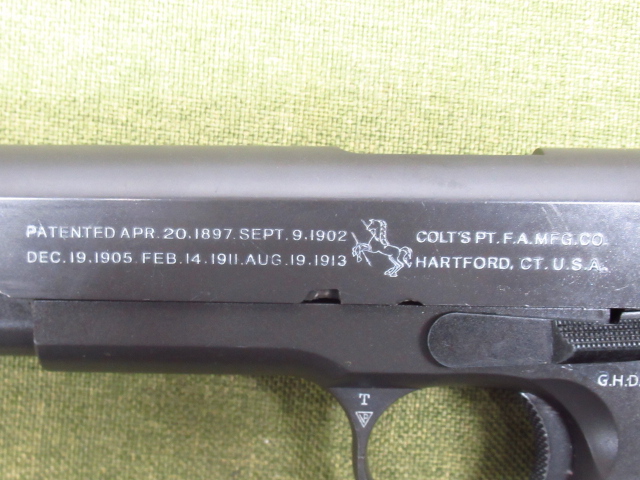 PATENTED APR. 20.1897. SEPT. 9,1902
DEC. 19.1905. FEB. 14.1911. AUG. 19.1913
COLT'S PT. F.A. MFG. CO.
HARTFORD, CT. U.S.A.
G.H.D.
T